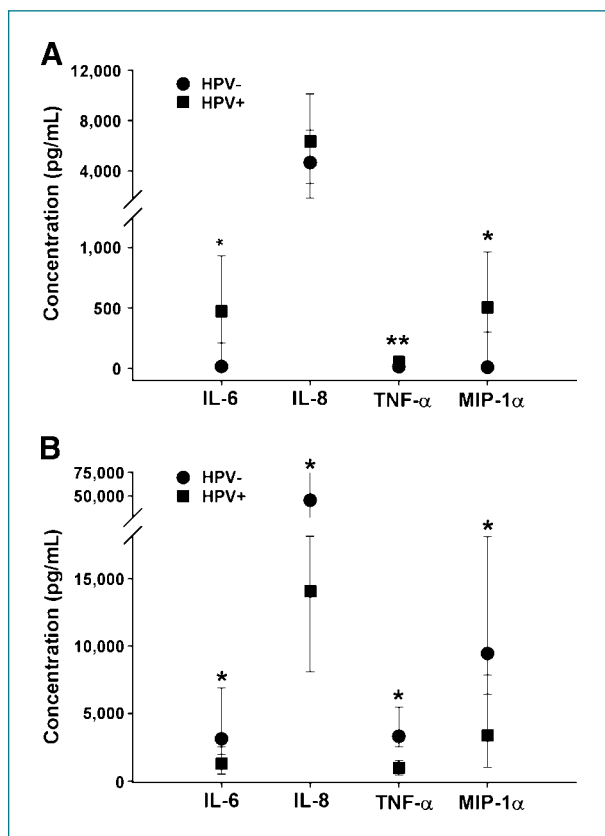 A
12,000
8,000
4,000
1,000
500
0
Concentration (pg/mL)
HPV-
HPV+
*
**
*
IL-6
IL-8
TNF-α
MIP-1α
B
75,000
50,000
15,000
10,000
5,000
0
Concentration (pg/mL)
HPV-
HPV+
*
*
*
*
IL-6
IL-8
TNF-α
MIP-1α